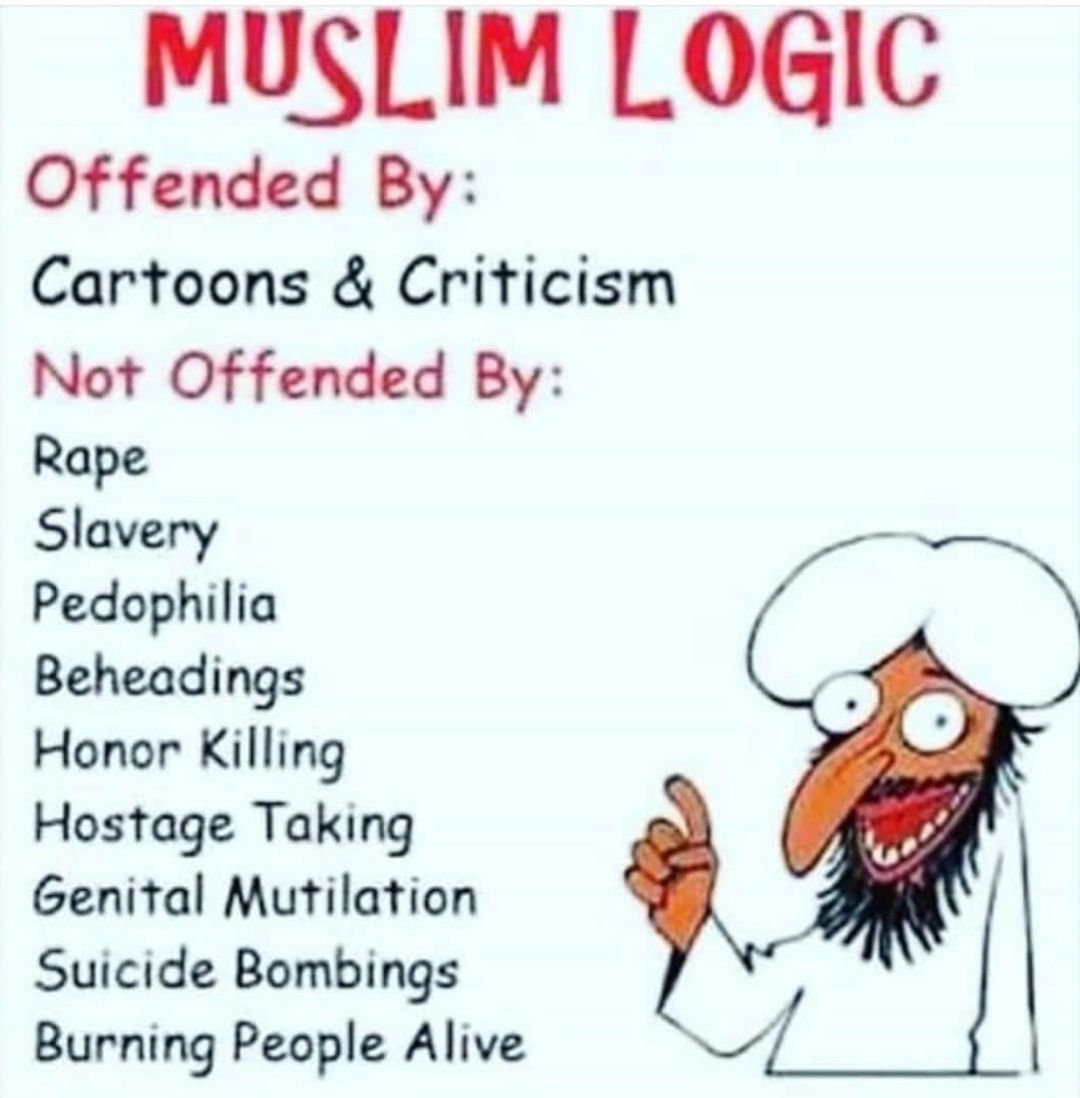 MUSLIM LOGIC
Offended By:
Cartoons & Criticism
Not Offended By:
Rape
Slavery
Pedophilia
Beheadings
Honor Killing
Hostage Taking
Genital Mutilation
Suicide Bombings
Burning People Alive